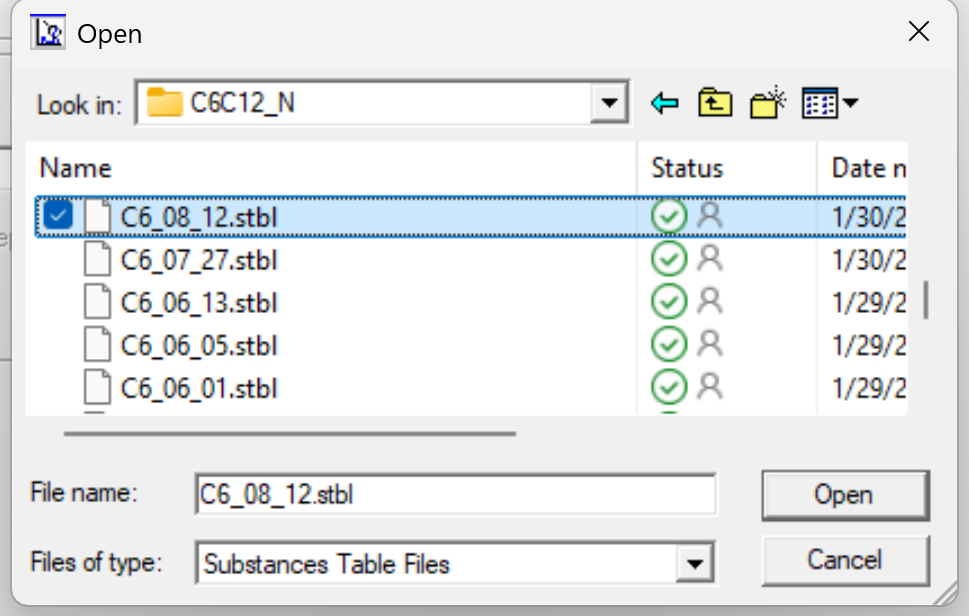 Open
Look in: C6C12_N
Name Status Date n
C6_08_12.stbl 1/30/2
C6_07_27.stbl 1/30/2
C6_06_13.stbl 1/29/2
C6_06_05.stbl 1/29/2
C6_06_01.stbl 1/29/2
File name: C6_08_12.stbl Open
Files of type: Substances Table Files Cancel